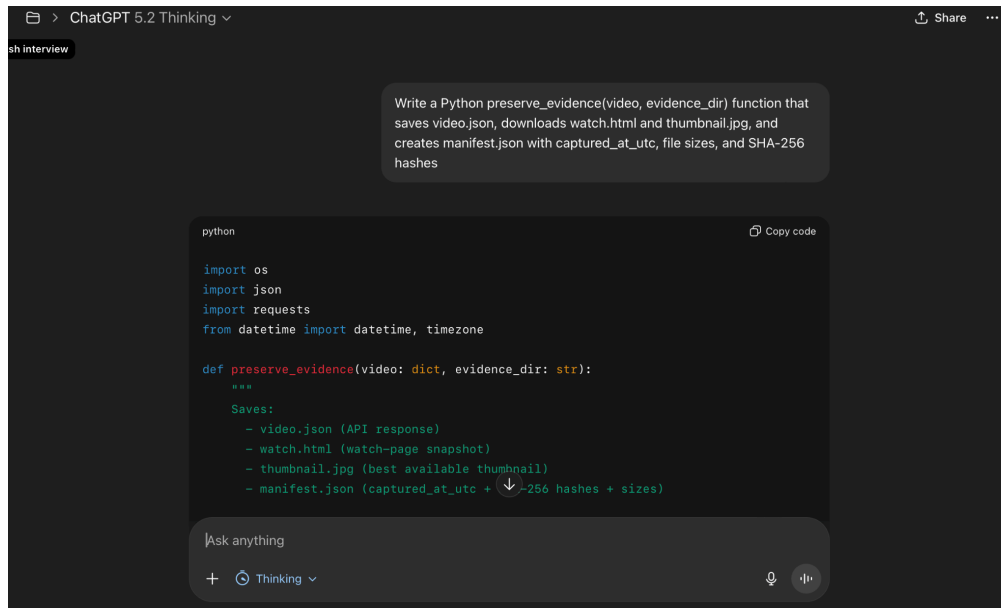 ChatGPT 5.2 Thinking
Share
sh interview
Write a Python preserve_evidence(video, evidence_dir) function that
saves video.json, downloads watch.html and thumbnail.jpg, and
creates manifest.json with captured_at_utc, file sizes, and SHA-256
hashes
python
Copy code
import os
import json
import requests
from datetime import datetime, timezone
def preserve_evidence(video: dict, evidence_dir: str):
"""
Saves:
– video.json (API response)
– watch.html (watch-page snapshot)
– thumbnail.jpg (best available thumbnail)
– manifest.json (captured_at_utc + -256 hashes + sizes)
Ask anything
Thinking